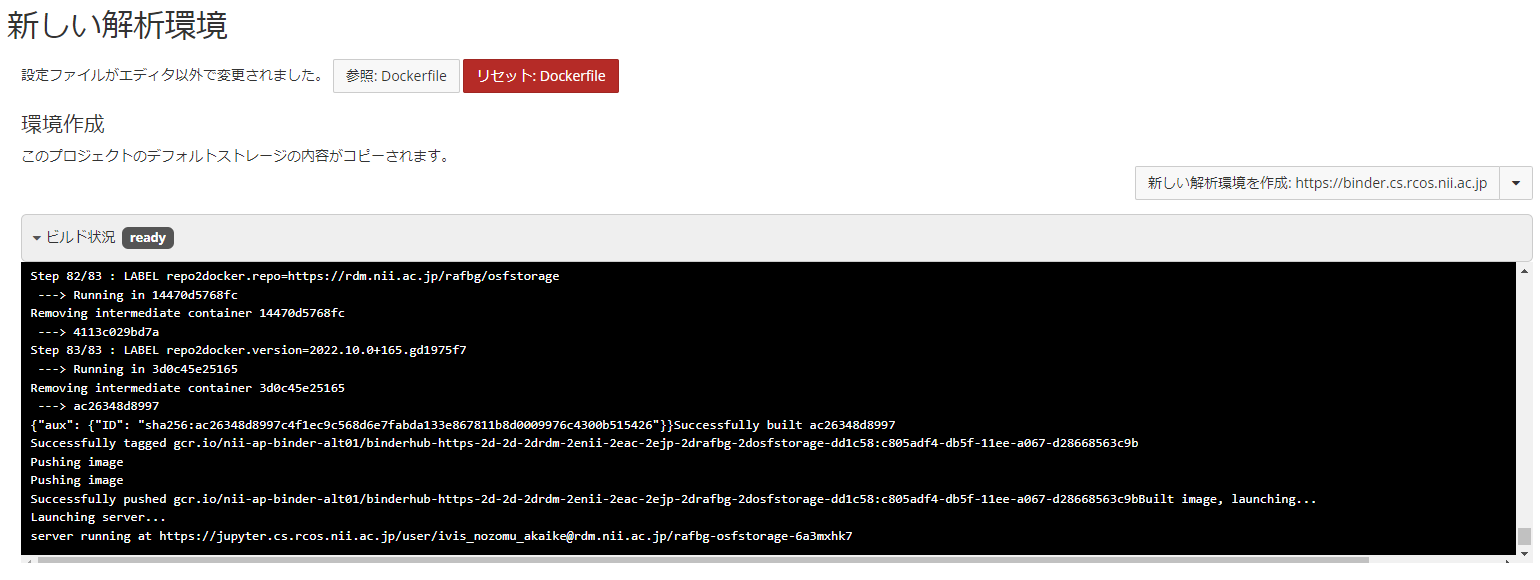 新しい解析環境
設定ファイルがエディタ以外で変更されました。 参照: Dockerfile リセット: Dockerfile
環境作成
このプロジェクトのデフォルトストレージの内容がコピーされます。
新しい解析環境を作成: https://binder.cs.rcos.nii.ac.jp
ビルド状況 ready
Step 82/83 : LABEL repo2docker.repo=https://rdm.nii.ac.jp/rafbg/osfstorage
---> Running in 14470d5768fc
Removing intermediate container 14470d5768fc
---> 4113c029bd7a
Step 83/83 : LABEL repo2docker.version=2022.10.0+165.gd1975f7
---> Running in 3d0c45e25165
Removing intermediate container 3d0c45e25165
---> ac26348d8997
{"aux": {"ID": "sha256:ac26348d8997c4f1ec9c568d6e7fabda133e867811b8d0009976c4300b515426"}}Successfully built ac26348d8997
Successfully tagged gcr.io/nii-ap-binder-alt01/binderhub-https-2d-2d-2drdm-2enii-2eac-2ejp-2drafbg-2dosfstorage-dd1c58:c805adf4-db5f-11ee-a067-d28668563c9b
Pushing image
Pushing image
Successfully pushed gcr.io/nii-ap-binder-alt01/binderhub-https-2d-2d-2drdm-2enii-2eac-2ejp-2drafbg-2dosfstorage-dd1c58:c805adf4-db5f-11ee-a067-d28668563c9bBuilt image, launching...
Launching server...
server running at https://jupyter.cs.rcos.nii.ac.jp/user/ivis_nozomu_akaike@rdm.nii.ac.jp/rafbg-osfstorage-6a3mxhk7